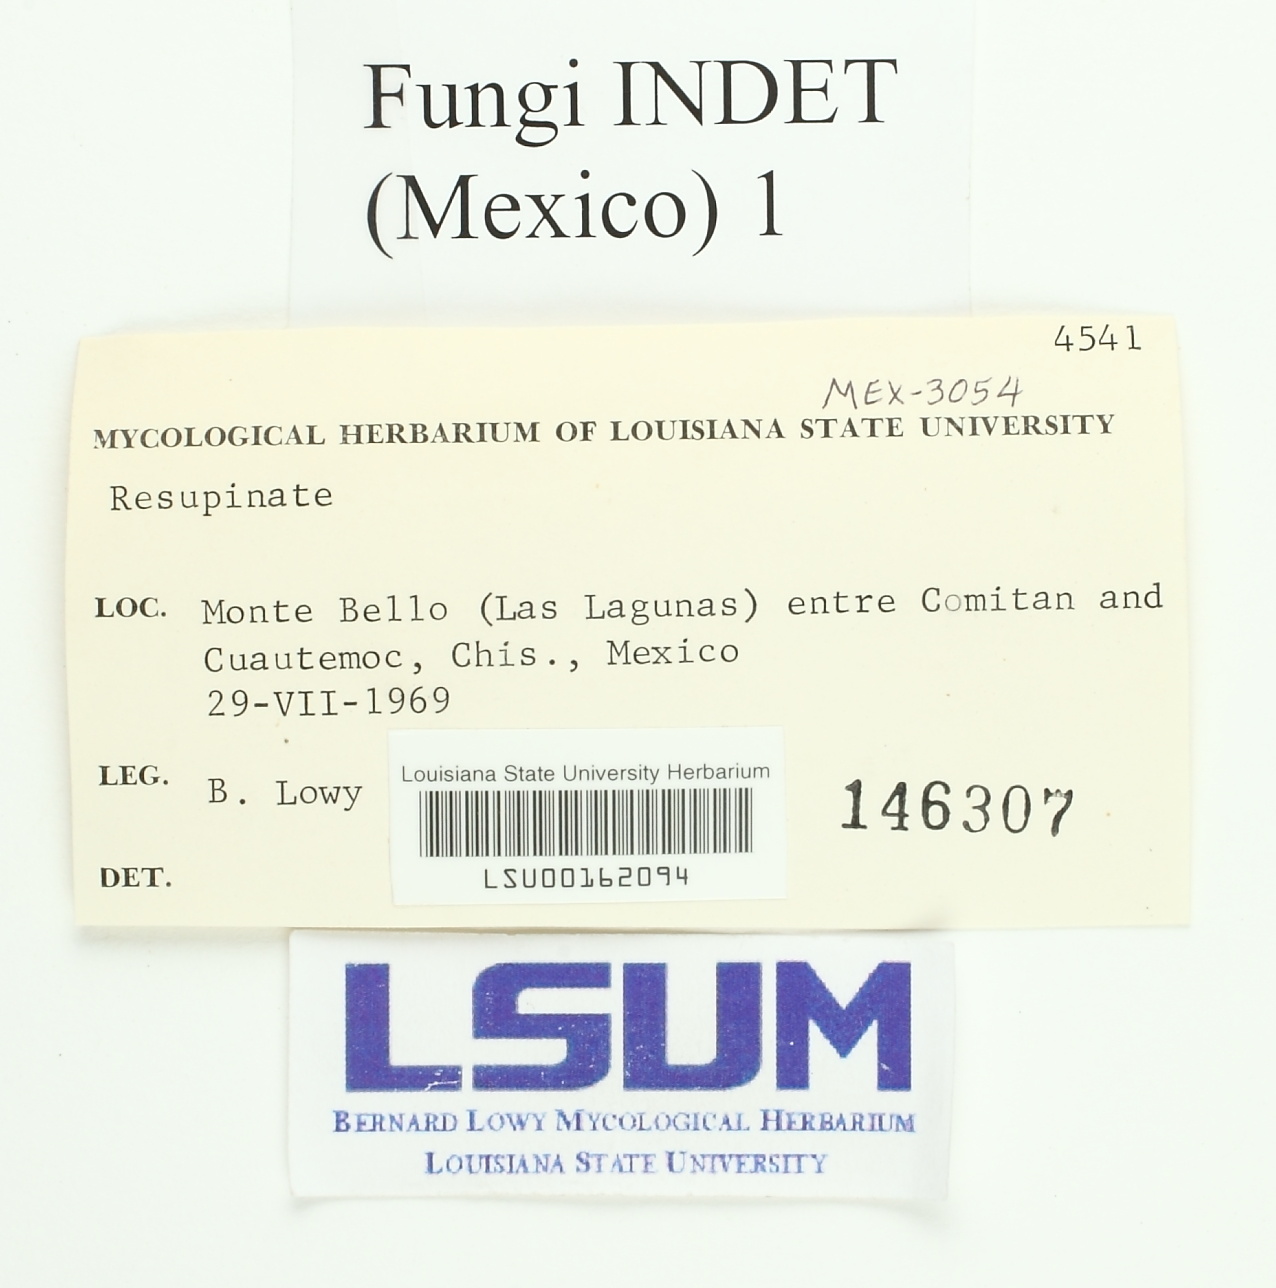 Fungi INDET
(Mexico) 1
4541
MEX-3054
MYCOLOGICAL HERBARIUM OF LOUISIANA STATE UNIVERSITY
Resupinate
LOC. Monte Bello (Las Lagunas) entre Comitan and
Cuautemoc, Chis., Mexico
29-VII-1969
LEG. B. Lowy
Louisiana State University Herbarium
LSU00162094
146307
DET.
LSUM
BERNARD LOWY MYCOLOGICAL HERBARIUM
LOUISIANA STATE UNIVERSITY